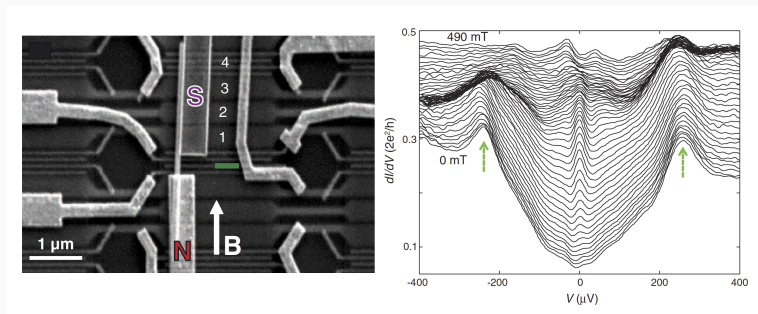 S
4
3
2
1
N
B
1 μm
dI/dV (2e²/h)
0.5
0.3
0.1
490 mT
0 mT
-400
-200
0
200
400
V (μV)